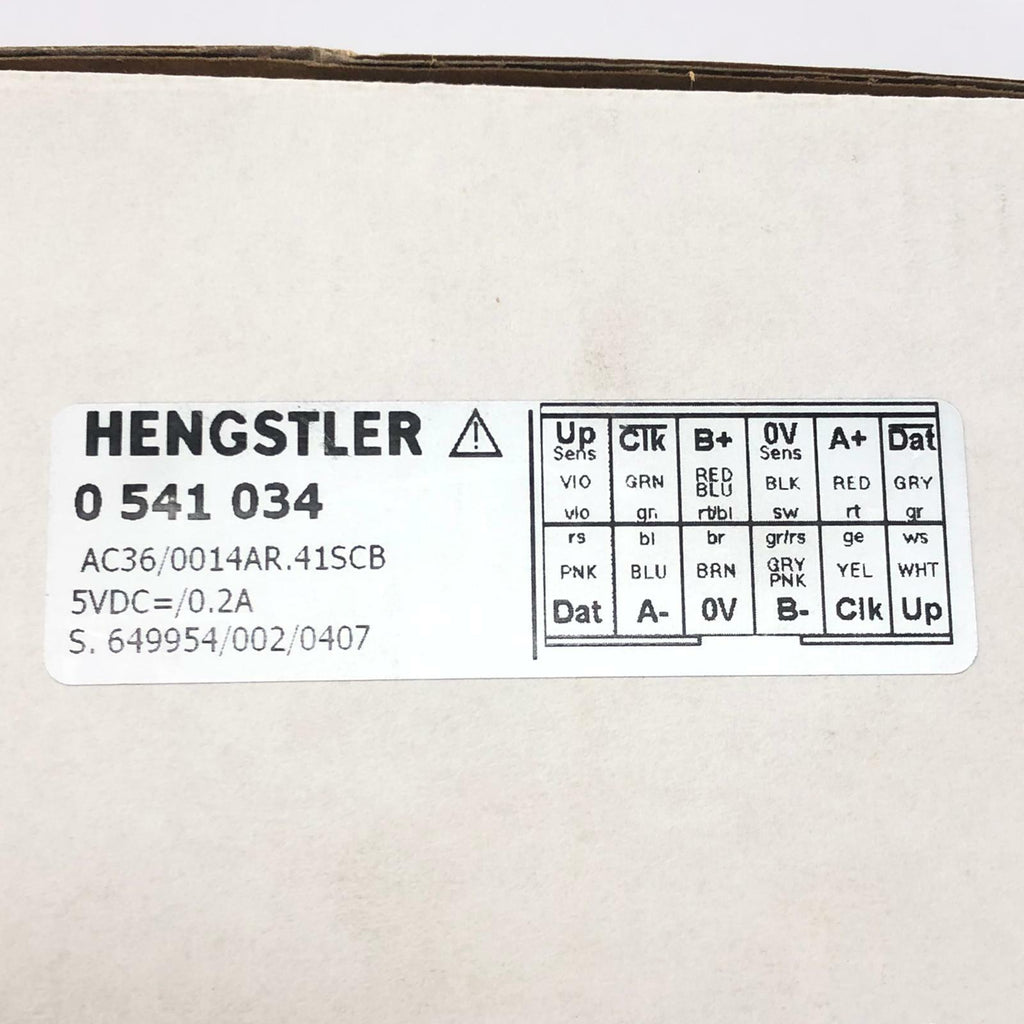 HENGSTLER
0 541 034
AC36/0014AR.41SCB
5VDC=/0.2A
S. 649954/002/0407
Up Clk B+ 0V A+ Dat
Sens Sens
VIO GRN RED BLU BLK RED GRY
vio gn rt/bl sw rt gr
rs bl br gr/rs ge ws
PNK BLU BRN GRY PNK YEL WHT
Dat A- 0V B- Clk Up